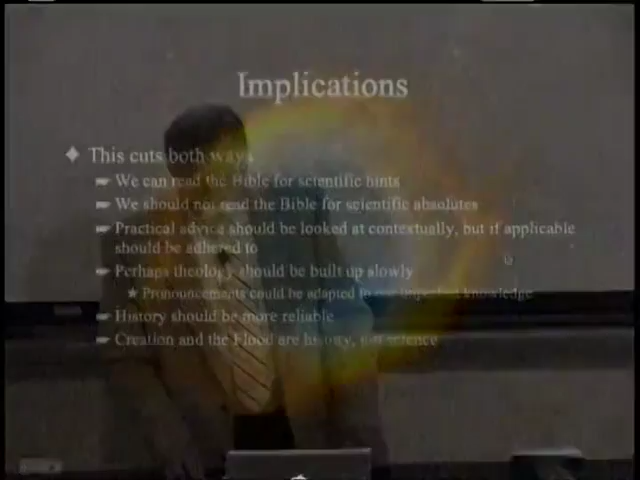 Implications
This cuts both ways
We can read the Bible for scientific hints
We should not read the Bible for scientific absolutes
Practical advice should be looked at contextually, but if applicable
should be adhered to
Perhaps theology should be built up slowly
Pronouncements could be adapted to our imperfect knowledge
History should be more reliable
Creation and the Flood are history, not science